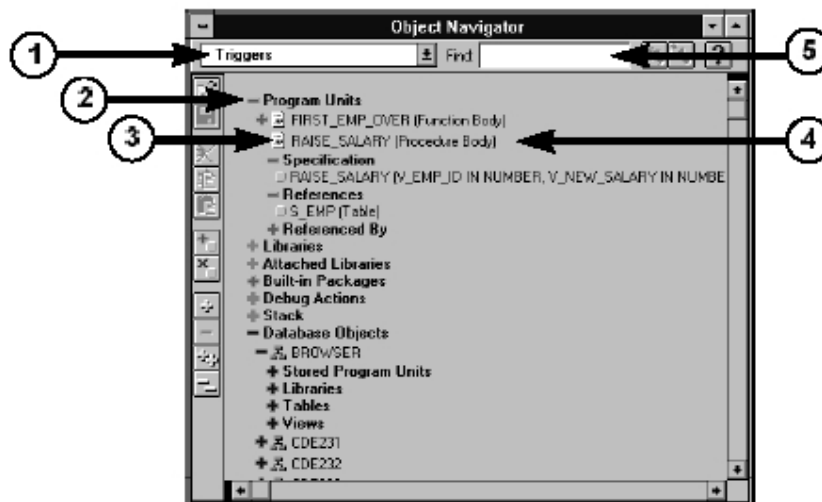 Object Navigator
1
Triggers
Find:
5
2
Program Units
FIRST_EMP_OVER (Function Body)
3
RAISE_SALARY (Procedure Body)
4
Specification
RAISE_SALARY (V_EMP_ID IN NUMBER, V_NEW_SALARY IN NUMBE
References
S_EMP (Table)
Referenced By
Libraries
Attached Libraries
Built-in Packages
Debug Actions
Stack
Database Objects
BROWSER
Stored Program Units
Libraries
Tables
Views
CDE231
CDE232